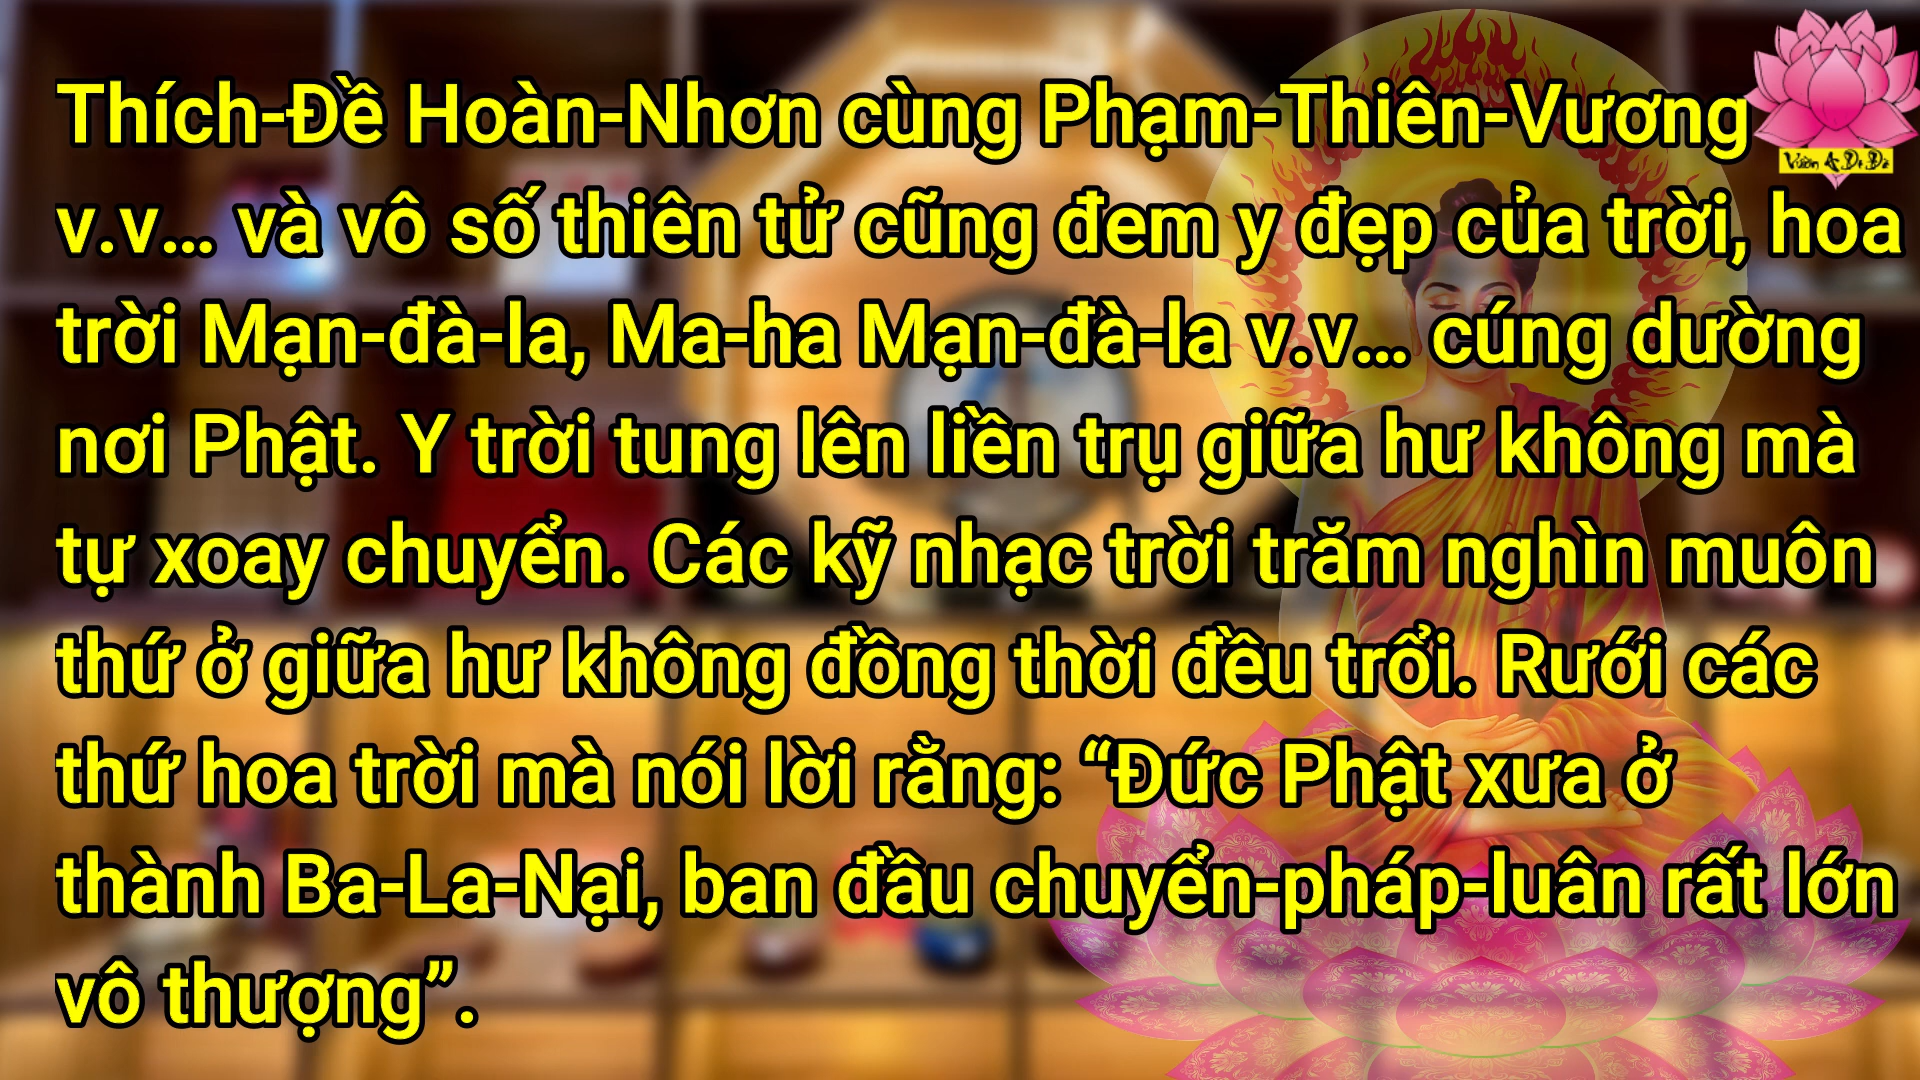 Thích-Đề Hoàn-Nhơn cùng Phạm-Thiên-Vương
v.v... và vô số thiên tử cũng đem y đẹp của trời, hoa
trời Mạn-đà-la, Ma-ha Mạn-đà-la v.v... cúng dường
nơi Phật. Y trời tung lên liền trụ giữa hư không mà
tự xoay chuyển. Các kỹ nhạc trời trăm nghìn muôn
thứ ở giữa hư không đồng thời đều trổi. Rưới các
thứ hoa trời mà nói lời rằng: “Đức Phật xưa ở
thành Ba-La-Nại, ban đầu chuyển-pháp-luân rất lớn
vô thượng”.
Vườn A Di Đà